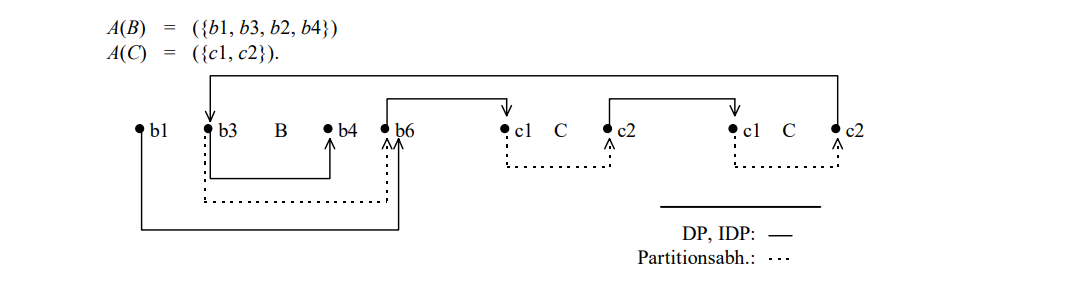 A(B) = ({b1, b3, b2, b4})
A(C) = ({c1, c2}).
b1 b3 B b4 b6 c1 C c2 c1 C c2
DP, IDP:
Partitionsabh.: